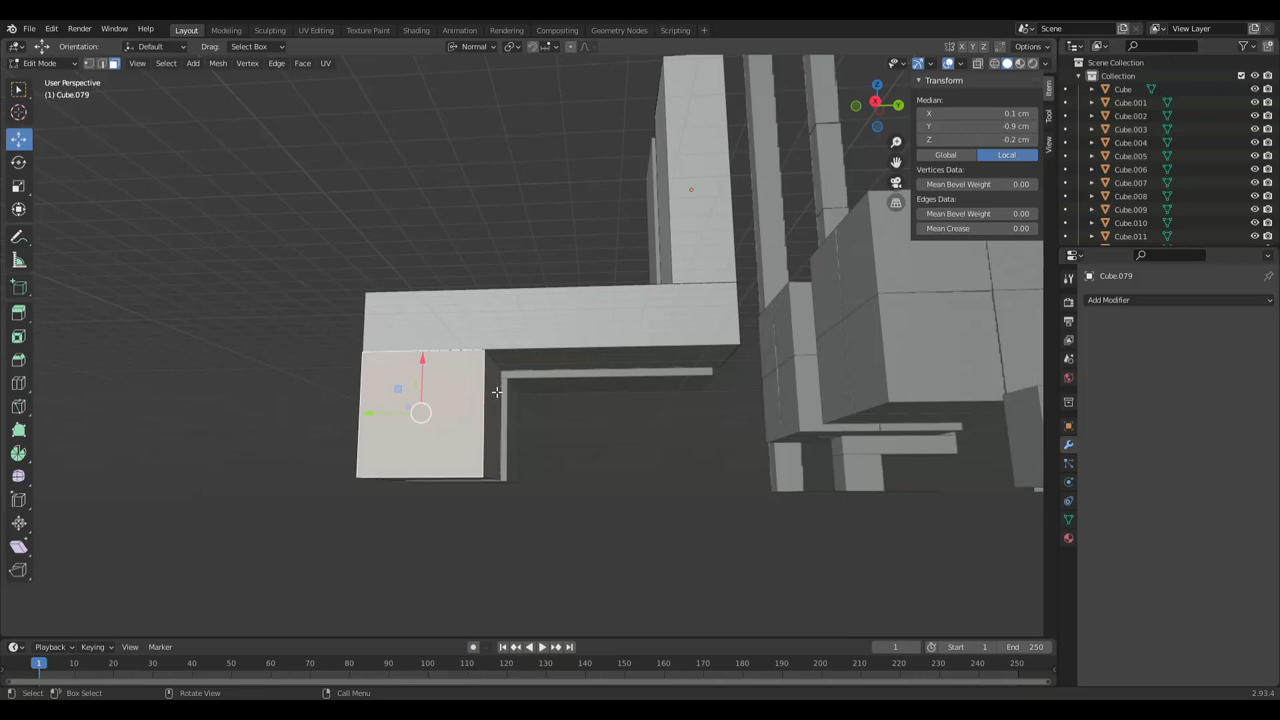 File Edit Render Window Help Layout Modeling Sculpting UV Editing Texture Paint Shading Animation Rendering Compositing Geometry Nodes Scripting + Scene View Layer
Orientation: Default Drag: Select Box Normal X Y Z Options
Edit Mode View Select Add Mesh Vertex Edge Face UV
User Perspective
(1) Cube.079
Transform
Median:
X 0.1 cm
Y -0.9 cm
Z -0.2 cm
Global Local
Vertices Data:
Mean Bevel Weight 0.00
Edges Data:
Mean Bevel Weight 0.00
Mean Crease 0.00
Item
Tool
View
Z
X
Y
Scene Collection
Collection
Cube
Cube.001
Cube.002
Cube.003
Cube.004
Cube.005
Cube.006
Cube.007
Cube.008
Cube.009
Cube.010
Cube.011
Cube.079
Add Modifier
Playback Keying View Marker 1 Start 1 End 250
1 10 20 30 40 50 60 70 80 90 100 110 120 130 140 150 160 170 180 190 200 210 220 230 240 250
Select Box Select Rotate View Call Menu 2.93.4